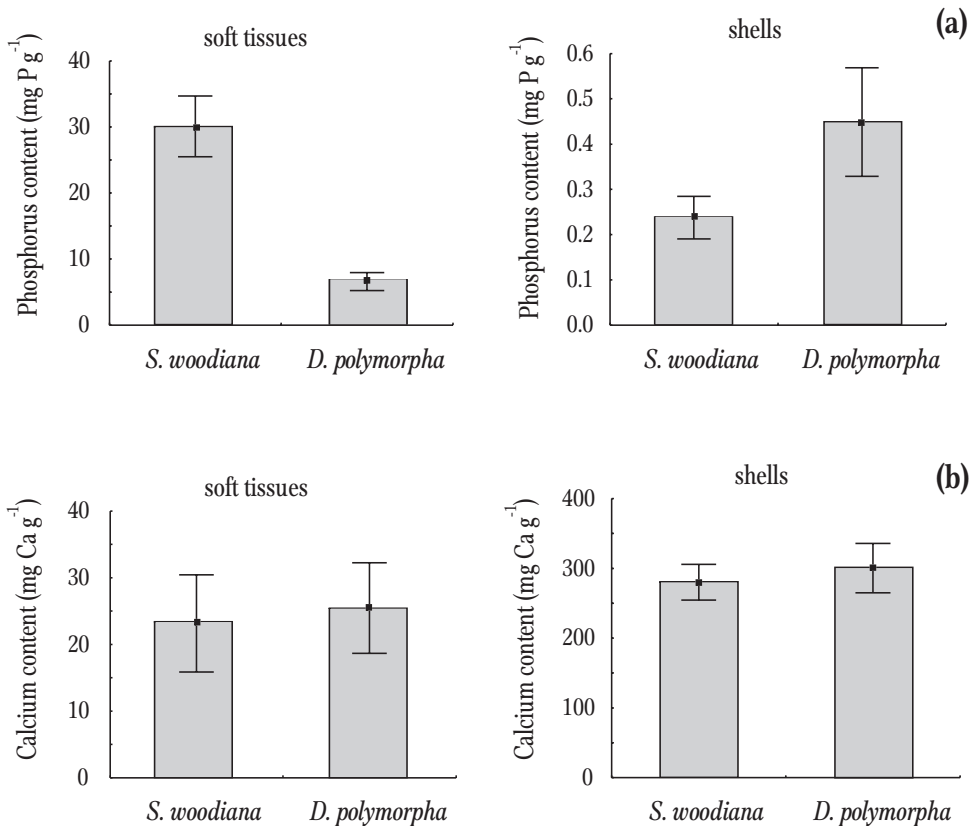 soft tissues
Phosphorus content (mg P g-1)
40
30
20
10
0
S. woodiana D. polymorpha
shells (a)
Phosphorus content (mg P g-1)
0.6
0.5
0.4
0.3
0.2
0.1
0.0
S. woodiana D. polymorpha
soft tissues
Calcium content (mg Ca g-1)
40
30
20
10
0
S. woodiana D. polymorpha
shells (b)
Calcium content (mg Ca g-1)
400
300
200
100
0
S. woodiana D. polymorpha